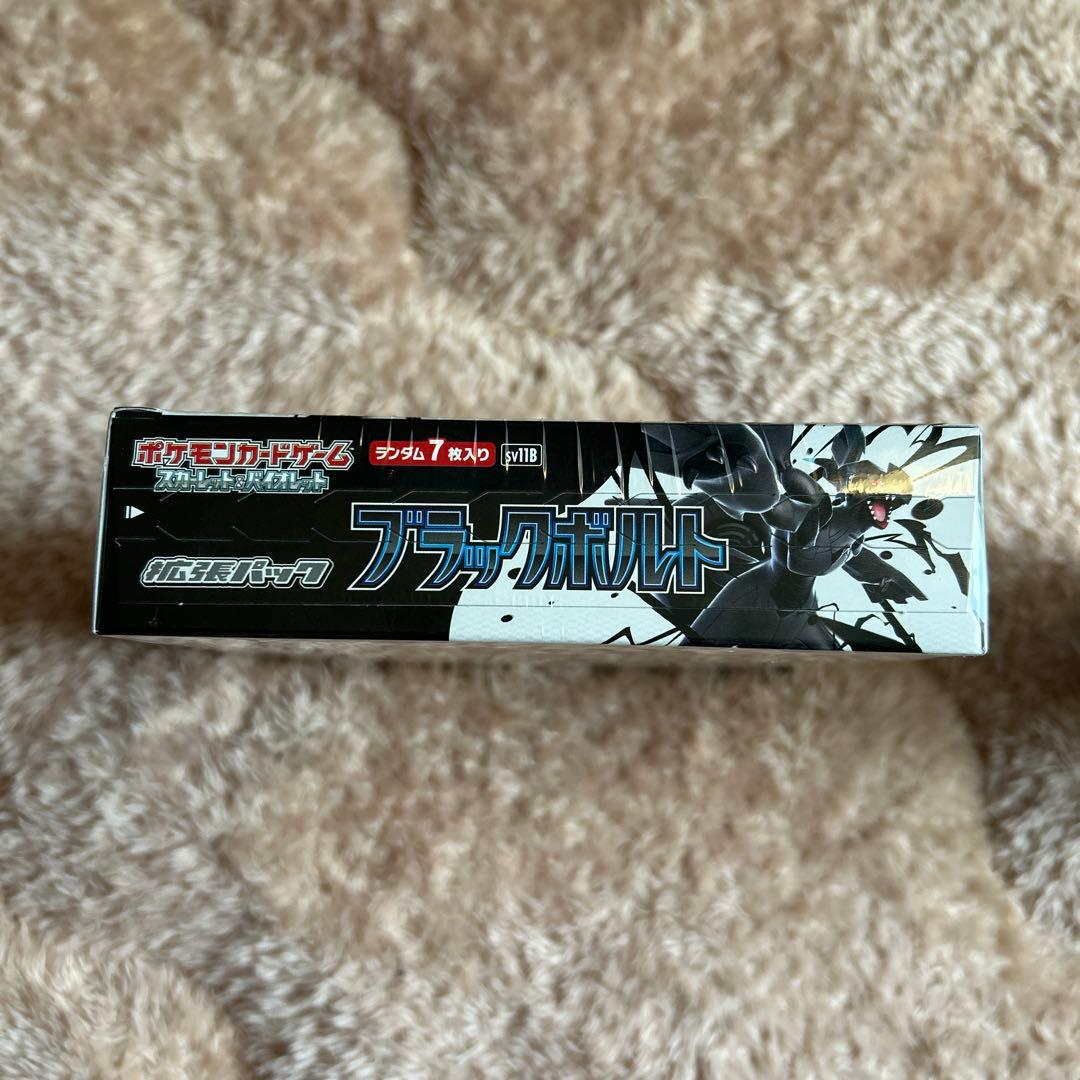 ポケモンカードゲーム
スカーレット&バイオレット
ランダム7枚入り
sv11B
拡張パック
ブラックボルト